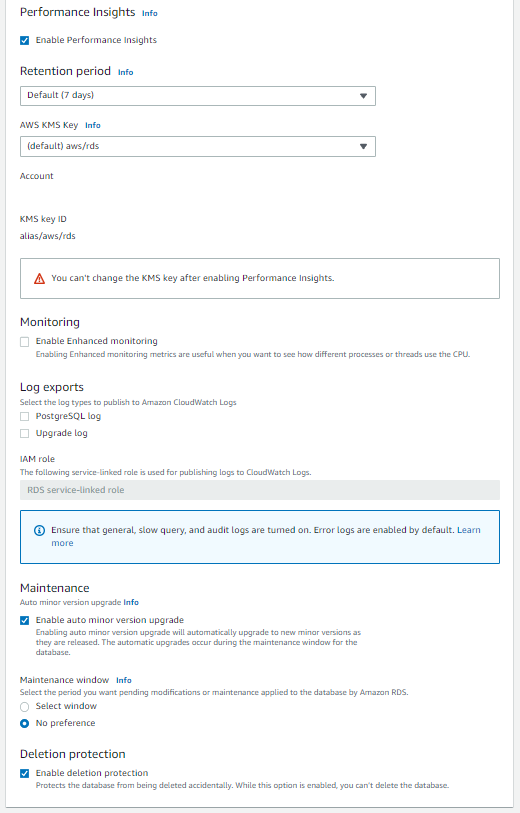 Performance Insights Info
Enable Performance Insights
Retention period Info
Default (7 days)
AWS KMS Key Info
(default) aws/rds
Account
KMS key ID
alias/aws/rds
You can't change the KMS key after enabling Performance Insights.
Monitoring
Enable Enhanced monitoring
Enabling Enhanced monitoring metrics are useful when you want to see how different processes or threads use the CPU.
Log exports
Select the log types to publish to Amazon CloudWatch Logs
PostgreSQL log
Upgrade log
IAM role
The following service-linked role is used for publishing logs to CloudWatch Logs.
RDS service-linked role
Ensure that general, slow query, and audit logs are turned on. Error logs are enabled by default. Learn
more
Maintenance
Auto minor version upgrade Info
Enable auto minor version upgrade
Enabling auto minor version upgrade will automatically upgrade to new minor versions as
they are released. The automatic upgrades occur during the maintenance window for the
database.
Maintenance window Info
Select the period you want pending modifications or maintenance applied to the database by Amazon RDS.
Select window
No preference
Deletion protection
Enable deletion protection
Protects the database from being deleted accidentally. While this option is enabled, you can't delete the database.